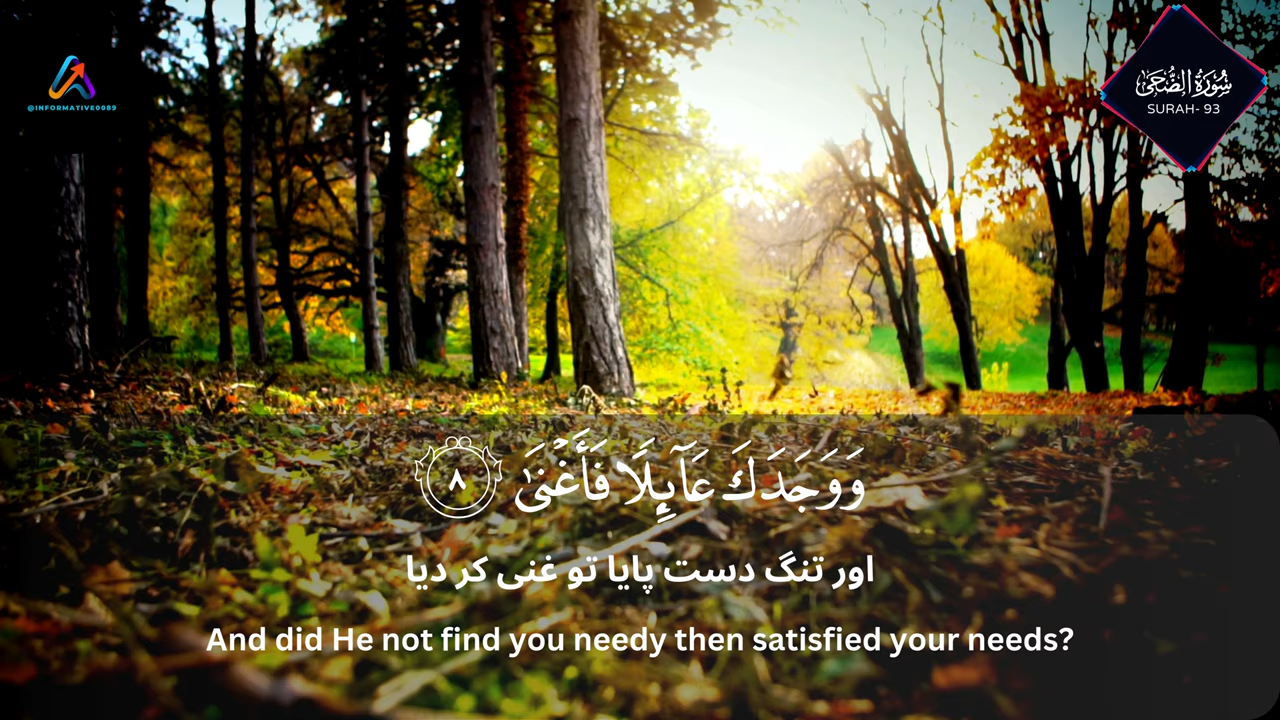 @INFORMATIVE0089
سُورَةُ الضُّحَىٰ
SURAH- 93
وَوَجَدَكَ عَآئِلًا فَأَغْنَىٰ ٨
اور تنگ دست پایا تو غنی کر دیا
And did He not find you needy then satisfied your needs?